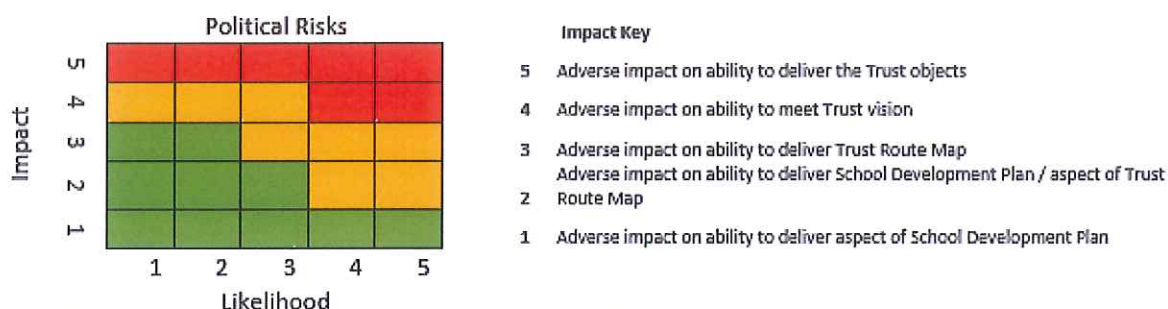 Political Risks
Impact
5
4
3
2
1
1 2 3 4 5
Likelihood
Impact Key
5 Adverse impact on ability to deliver the Trust objects
4 Adverse impact on ability to meet Trust vision
3 Adverse impact on ability to deliver Trust Route Map
Adverse impact on ability to deliver School Development Plan / aspect of Trust
2 Route Map
1 Adverse impact on ability to deliver aspect of School Development Plan